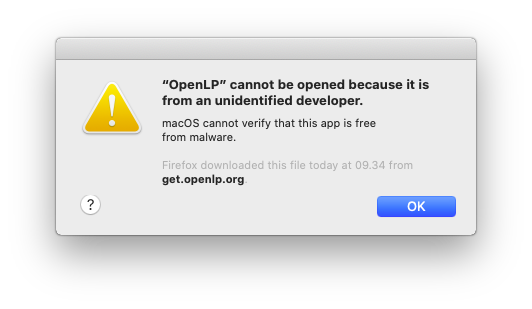 “OpenLP” cannot be opened because it is
from an unidentified developer.
macOS cannot verify that this app is free
from malware.
Firefox downloaded this file today at 09.34 from
get.openlp.org.
?
OK